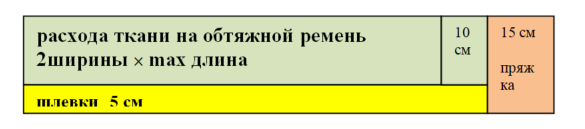 расхода ткани на обтяжной ремень
2ширины × max длина
10
см
15 см
пряж
ка
шлевки 5 см